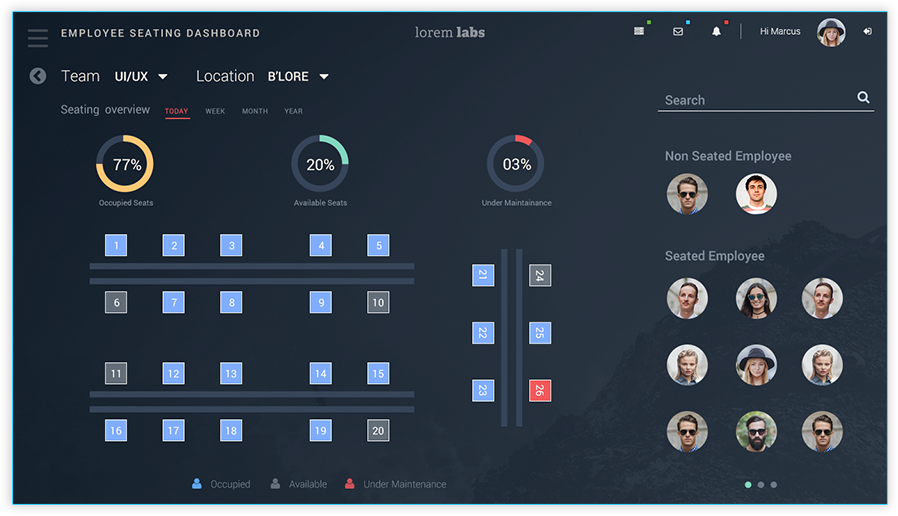 EMPLOYEE SEATING DASHBOARD
lorem labs
Hi Marcus
Team UI/UX Location B'LORE
Seating overview TODAY WEEK MONTH YEAR
Search
77% 20% 03%
Occupied Seats Available Seats Under Maintainance
Non Seated Employee
1 2 3 4 5
6 7 8 9 10
11 12 13 14 15
16 17 18 19 20
21 24
22 25
23 26
Seated Employee
Occupied Available Under Maintenance